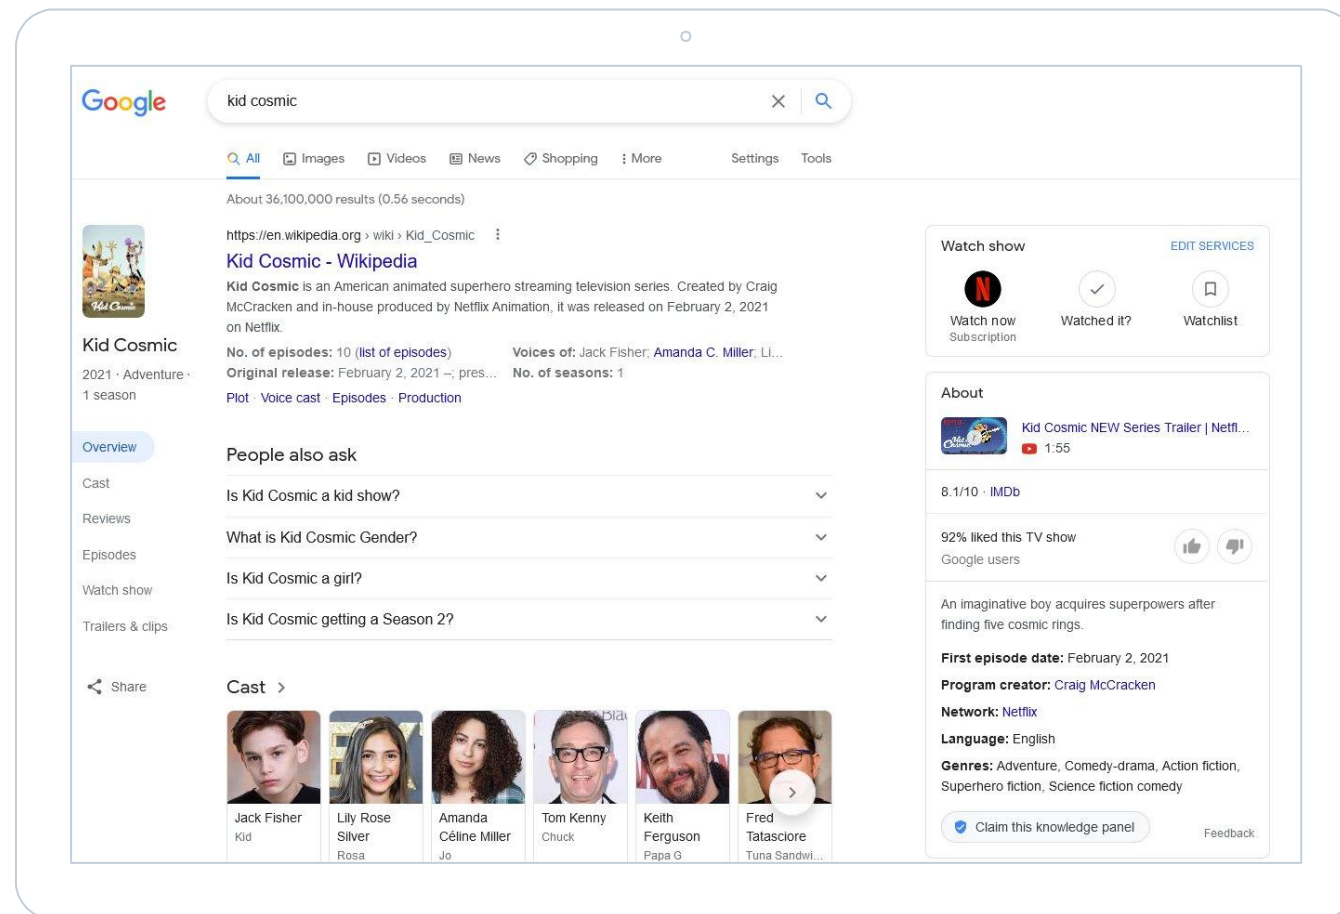 Google
kid cosmic
All Images Videos News Shopping More Settings Tools
About 36,100,000 results (0.56 seconds)
Kid Cosmic
Kid Cosmic
2021 · Adventure ·
1 season
Overview
Cast
Reviews
Episodes
Watch show
Trailers & clips
Share
https://en.wikipedia.org › wiki › Kid_Cosmic
Kid Cosmic - Wikipedia
Kid Cosmic is an American animated superhero streaming television series. Created by Craig
McCracken and in-house produced by Netflix Animation, it was released on February 2, 2021
on Netflix.
No. of episodes: 10 (list of episodes) Voices of: Jack Fisher; Amanda C. Miller; Li...
Original release: February 2, 2021 –; pres... No. of seasons: 1
Plot · Voice cast · Episodes · Production
People also ask
Is Kid Cosmic a kid show?
What is Kid Cosmic Gender?
Is Kid Cosmic a girl?
Is Kid Cosmic getting a Season 2?
Cast
Jack Fisher
Kid
Lily Rose
Silver
Rosa
Amanda
Céline Miller
Jo
Tom Kenny
Chuck
Keith
Ferguson
Papa G
Fred
Tatasciore
Tuna Sandwi...
Watch show EDIT SERVICES
N
Watch now Watched it? Watchlist
Subscription
About
Kid Cosmic
Kid Cosmic NEW Series Trailer | Netfl...
1:55
8.1/10 · IMDb
92% liked this TV show
Google users
An imaginative boy acquires superpowers after
finding five cosmic rings.
First episode date: February 2, 2021
Program creator: Craig McCracken
Network: Netflix
Language: English
Genres: Adventure, Comedy-drama, Action fiction,
Superhero fiction, Science fiction comedy
Claim this knowledge panel
Feedback